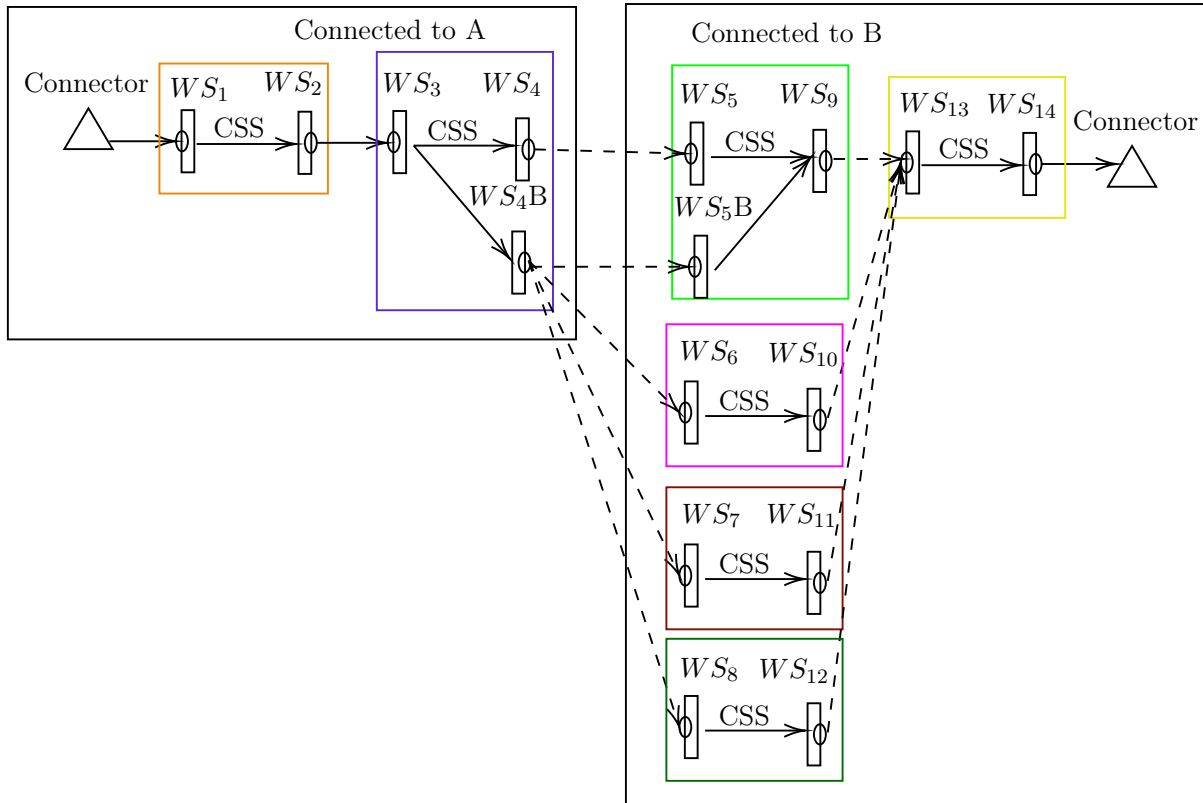 Connected to A
Connector
WS₁
WS₂
CSS
WS₃
WS₄
CSS
WS₄B
Connected to B
WS₅
WS₉
CSS
WS₅B
WS₁₃
WS₁₄
CSS
Connector
WS₆
WS₁₀
CSS
WS₇
WS₁₁
CSS
WS₈
WS₁₂
CSS